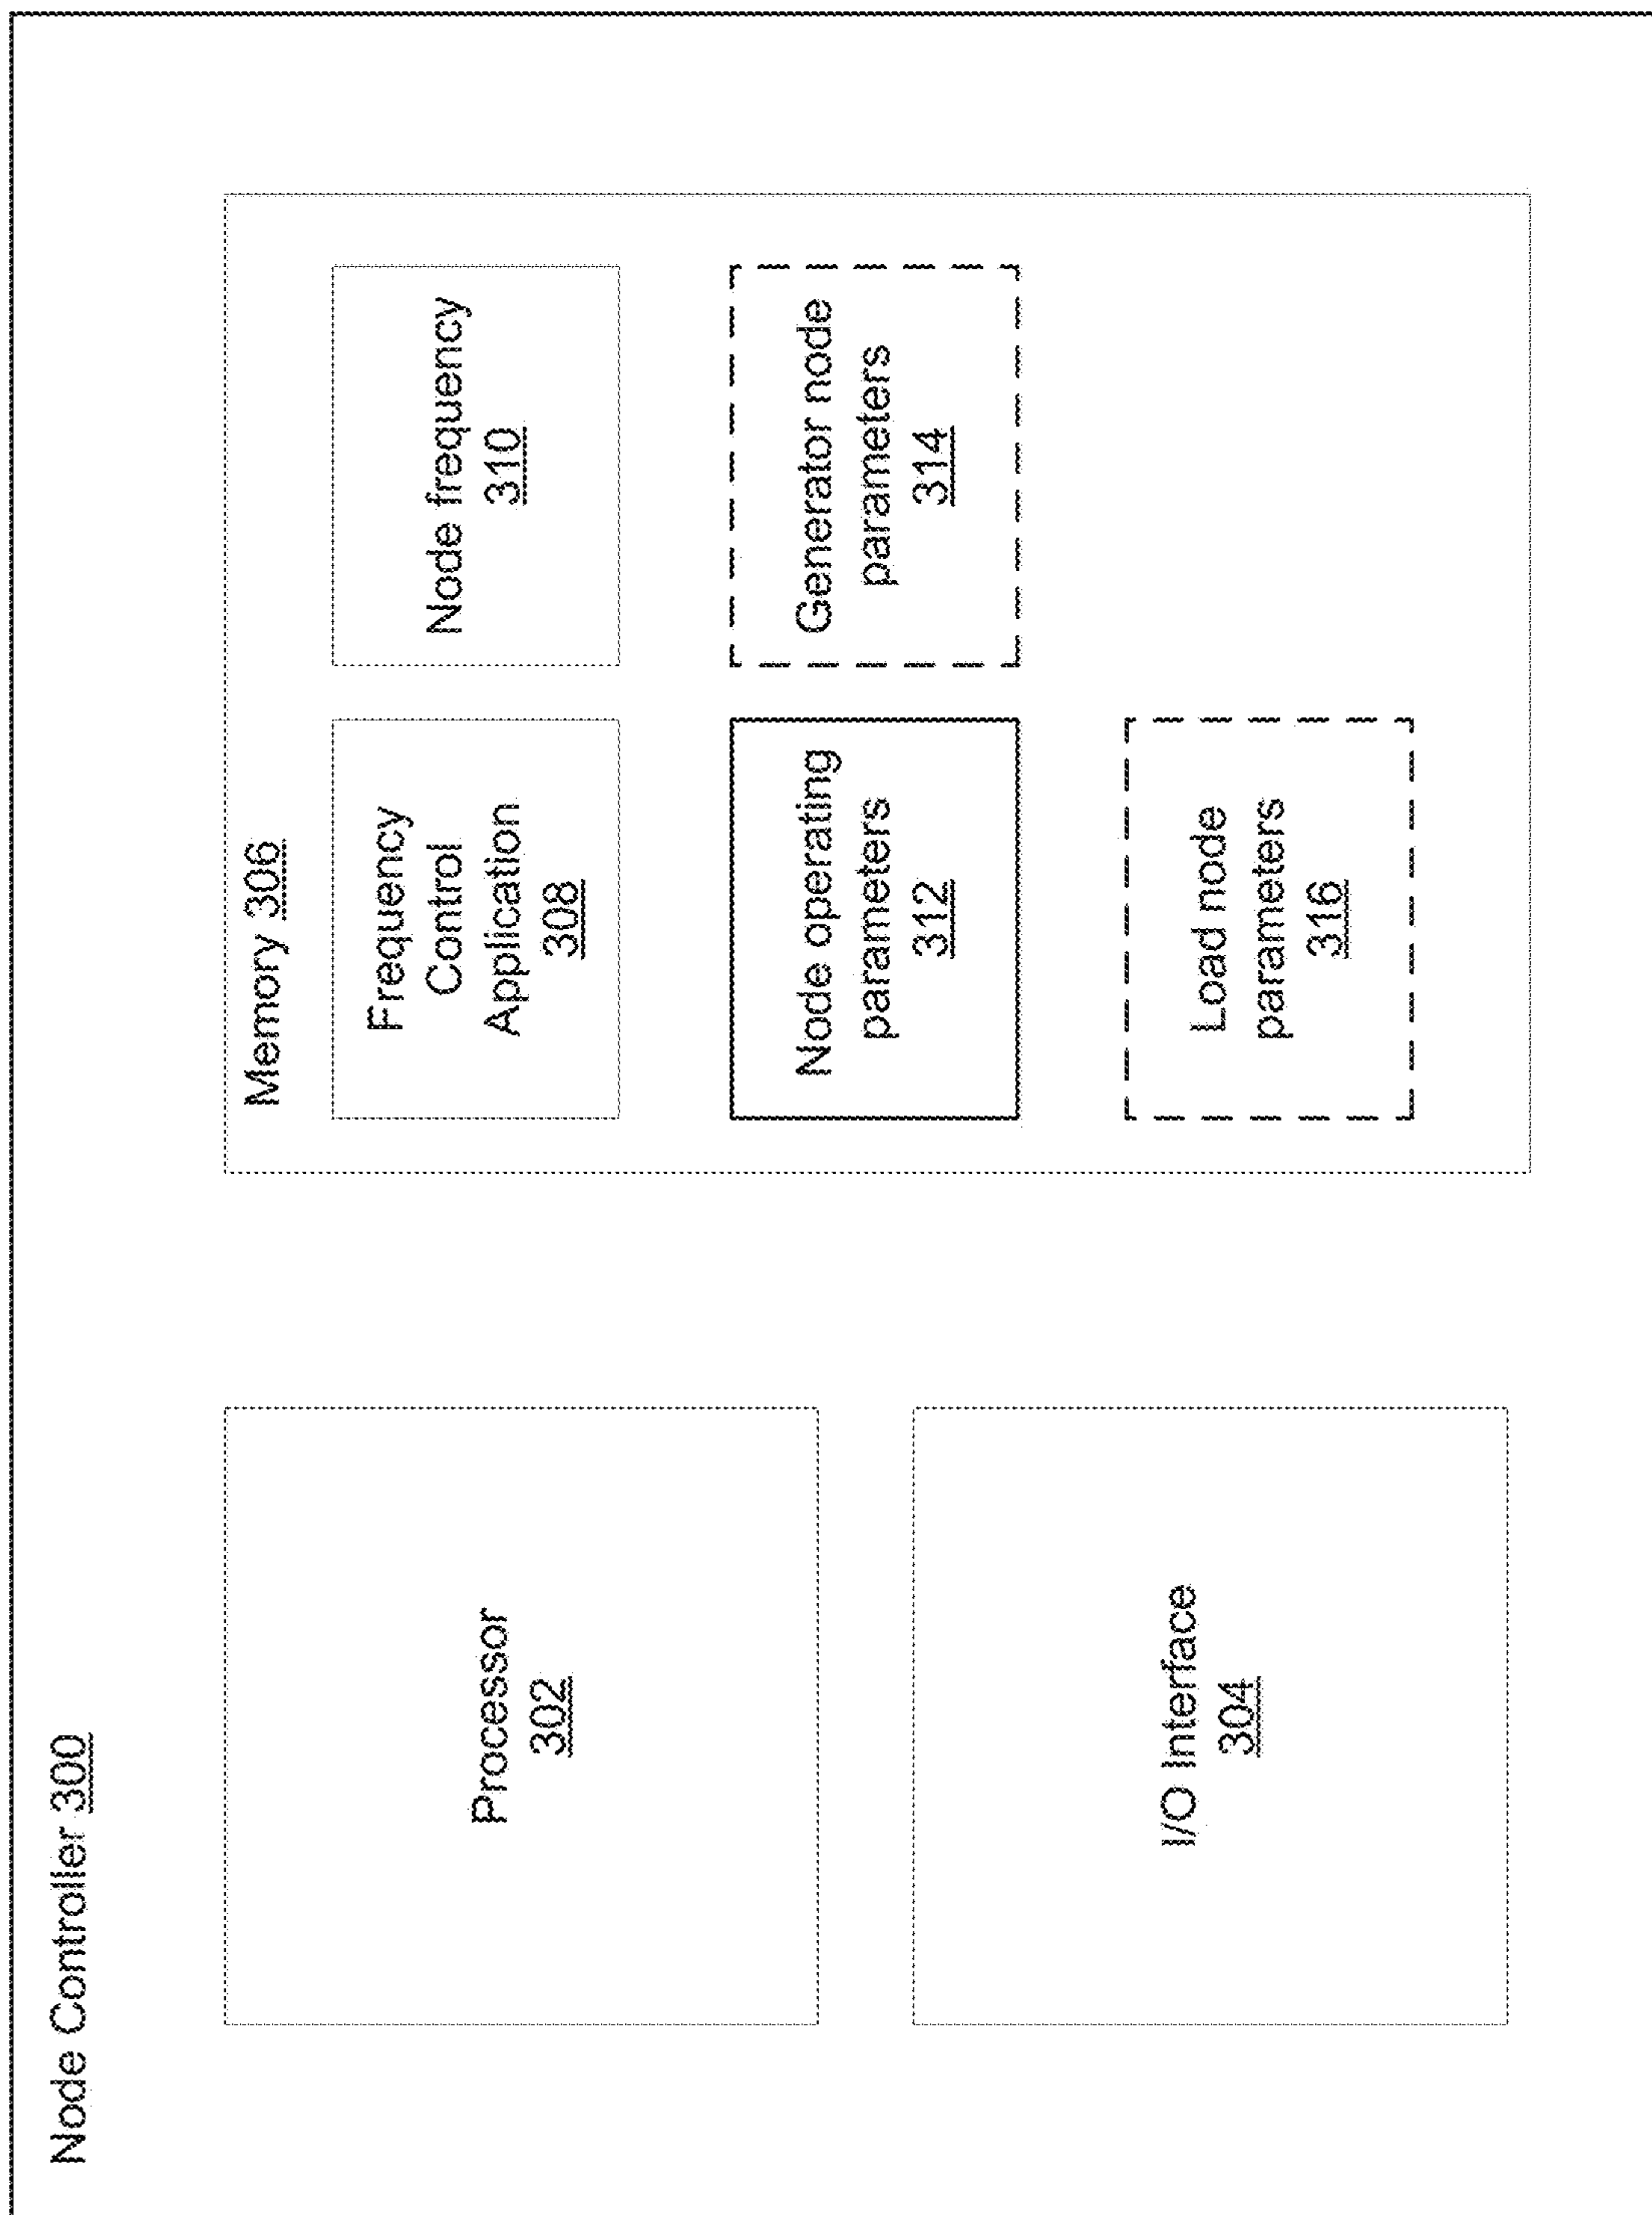 Node Controller 300
Processor
302
I/O Interface
304
Memory 306
Frequency
Control
Application
308
Node frequency
310
Node operating
parameters
312
Generator node
parameters
314
Load node
parameters
316